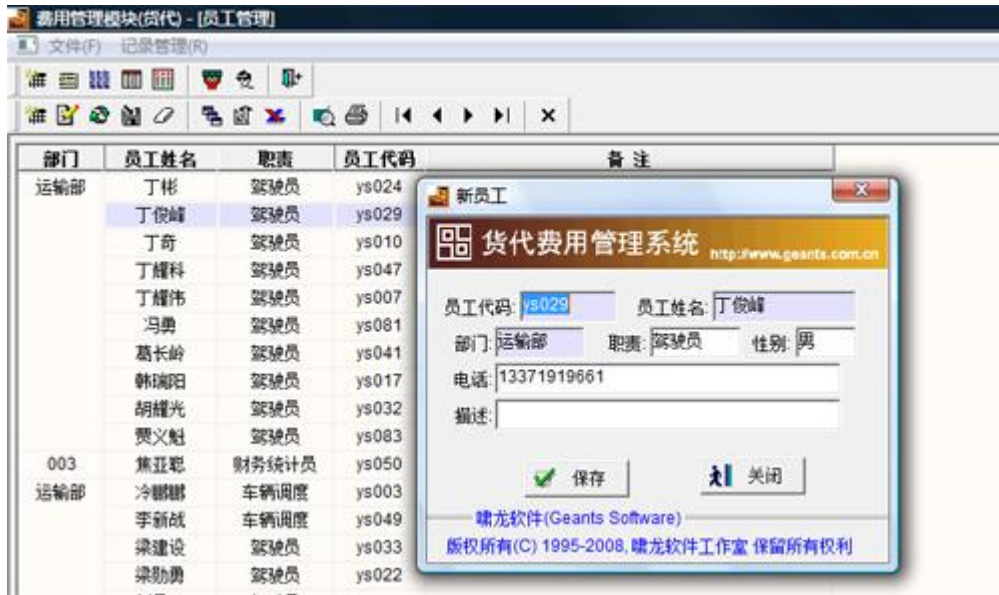 费用管理模块(货代) - [员工管理]
文件(F) 记录管理(R)
部门 员工姓名 职责 员工代码 备 注
运输部 丁彬 驾驶员 ys024
丁俊峰 驾驶员 ys029
丁奇 驾驶员 ys010
丁耀科 驾驶员 ys047
丁耀伟 驾驶员 ys007
冯勇 驾驶员 ys081
葛长龄 驾驶员 ys041
韩瑞阳 驾驶员 ys017
胡耀光 驾驶员 ys032
贾义魁 驾驶员 ys083
003 焦亚聪 财务统计员 ys050
运输部 冷鹏鹏 车辆调度 ys003
李新战 车辆调度 ys049
梁建设 驾驶员 ys033
梁勋勇 驾驶员 ys022
新员工
货代费用管理系统 http://www.geants.com.cn
员工代码: ys029 员工姓名: 丁俊峰
部门: 运输部 职责: 驾驶员 性别: 男
电话: 13371919661
描述:
保存 关闭
啸龙软件(Geants Software)
版权所有(C) 1995-2008, 啸龙软件工作室 保留所有权利